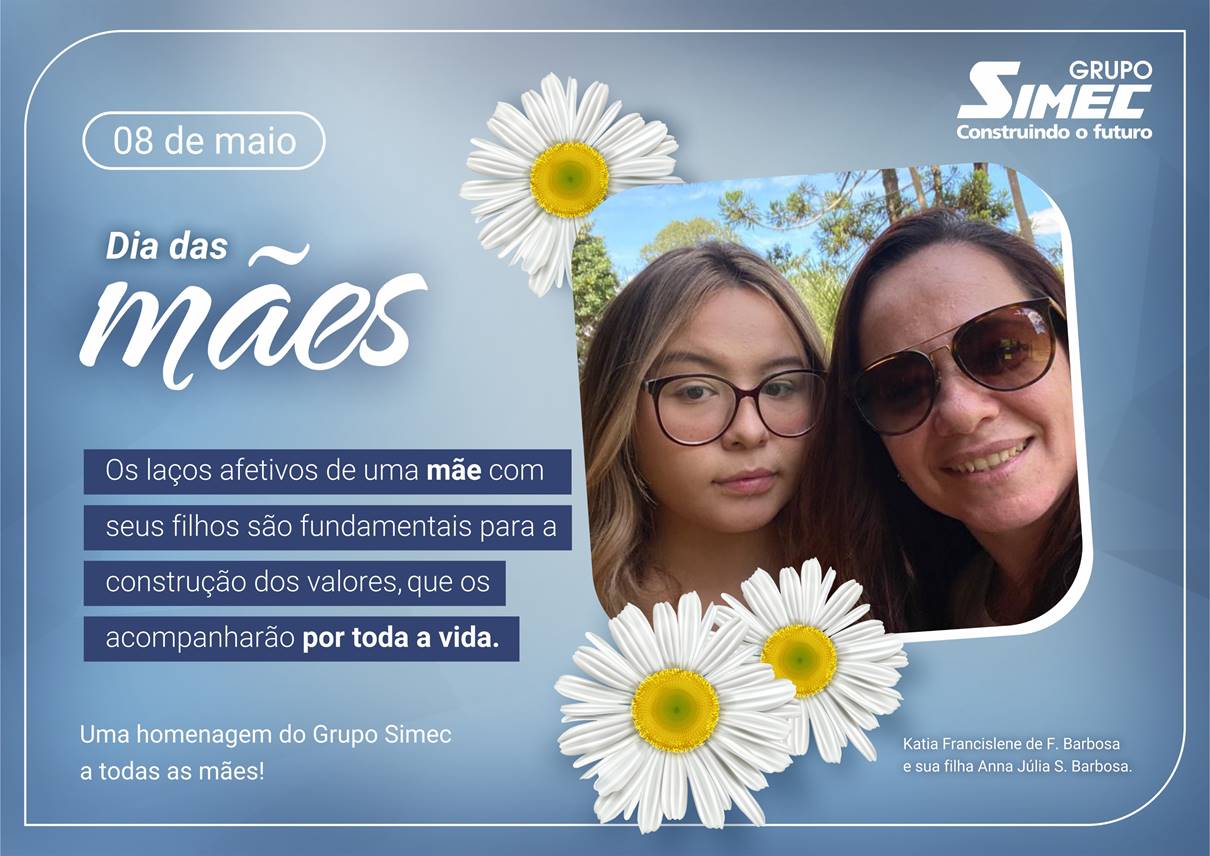 GRUPO
SIMEC
Construindo o futuro
08 de maio
Dia das
mães
Os laços afetivos de uma mãe com
seus filhos são fundamentais para a
construção dos valores, que os
acompanharão por toda a vida.
Uma homenagem do Grupo Simec
a todas as mães!
Katia Francislene de F. Barbosa
e sua filha Anna Júlia S. Barbosa.